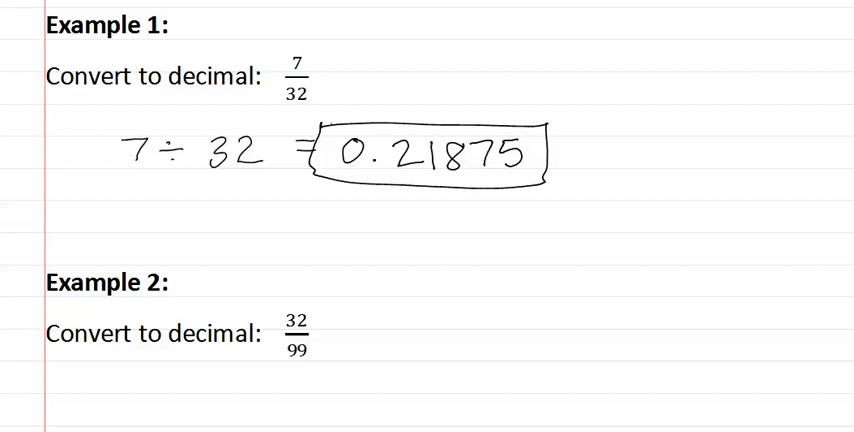 Example 1:
Convert to decimal: 7/32
7 ÷ 32 = 0.21875
Example 2:
Convert to decimal: 32/99